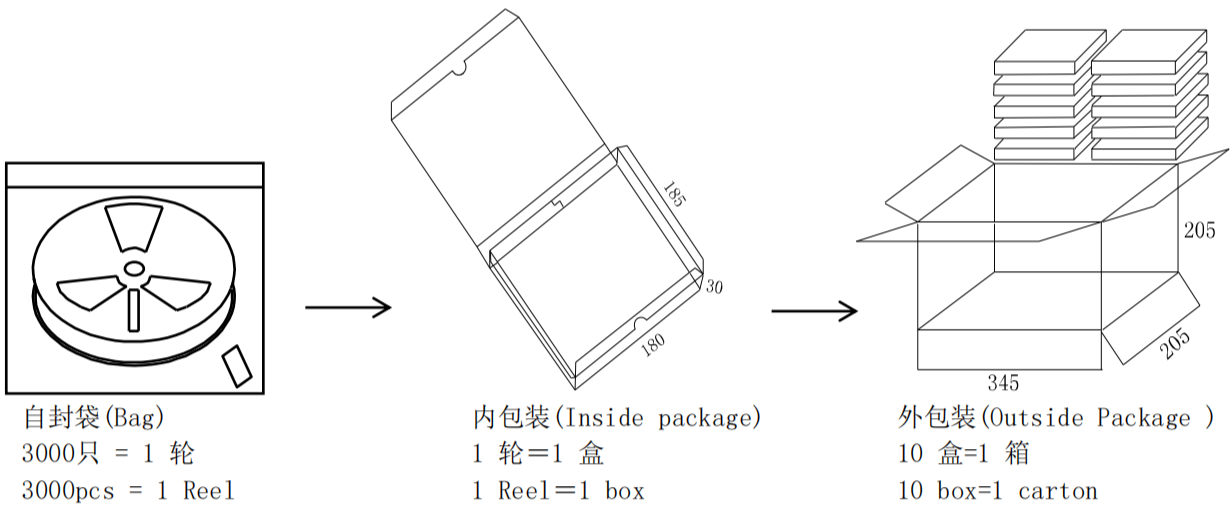 185
30
180
205
205
345
自封袋(Bag)
3000只 = 1 轮
3000pcs = 1 Reel
内包装(Inside package)
1 轮＝1 盒
1 Reel＝1 box
外包装(Outside Package )
10 盒=1 箱
10 box=1 carton